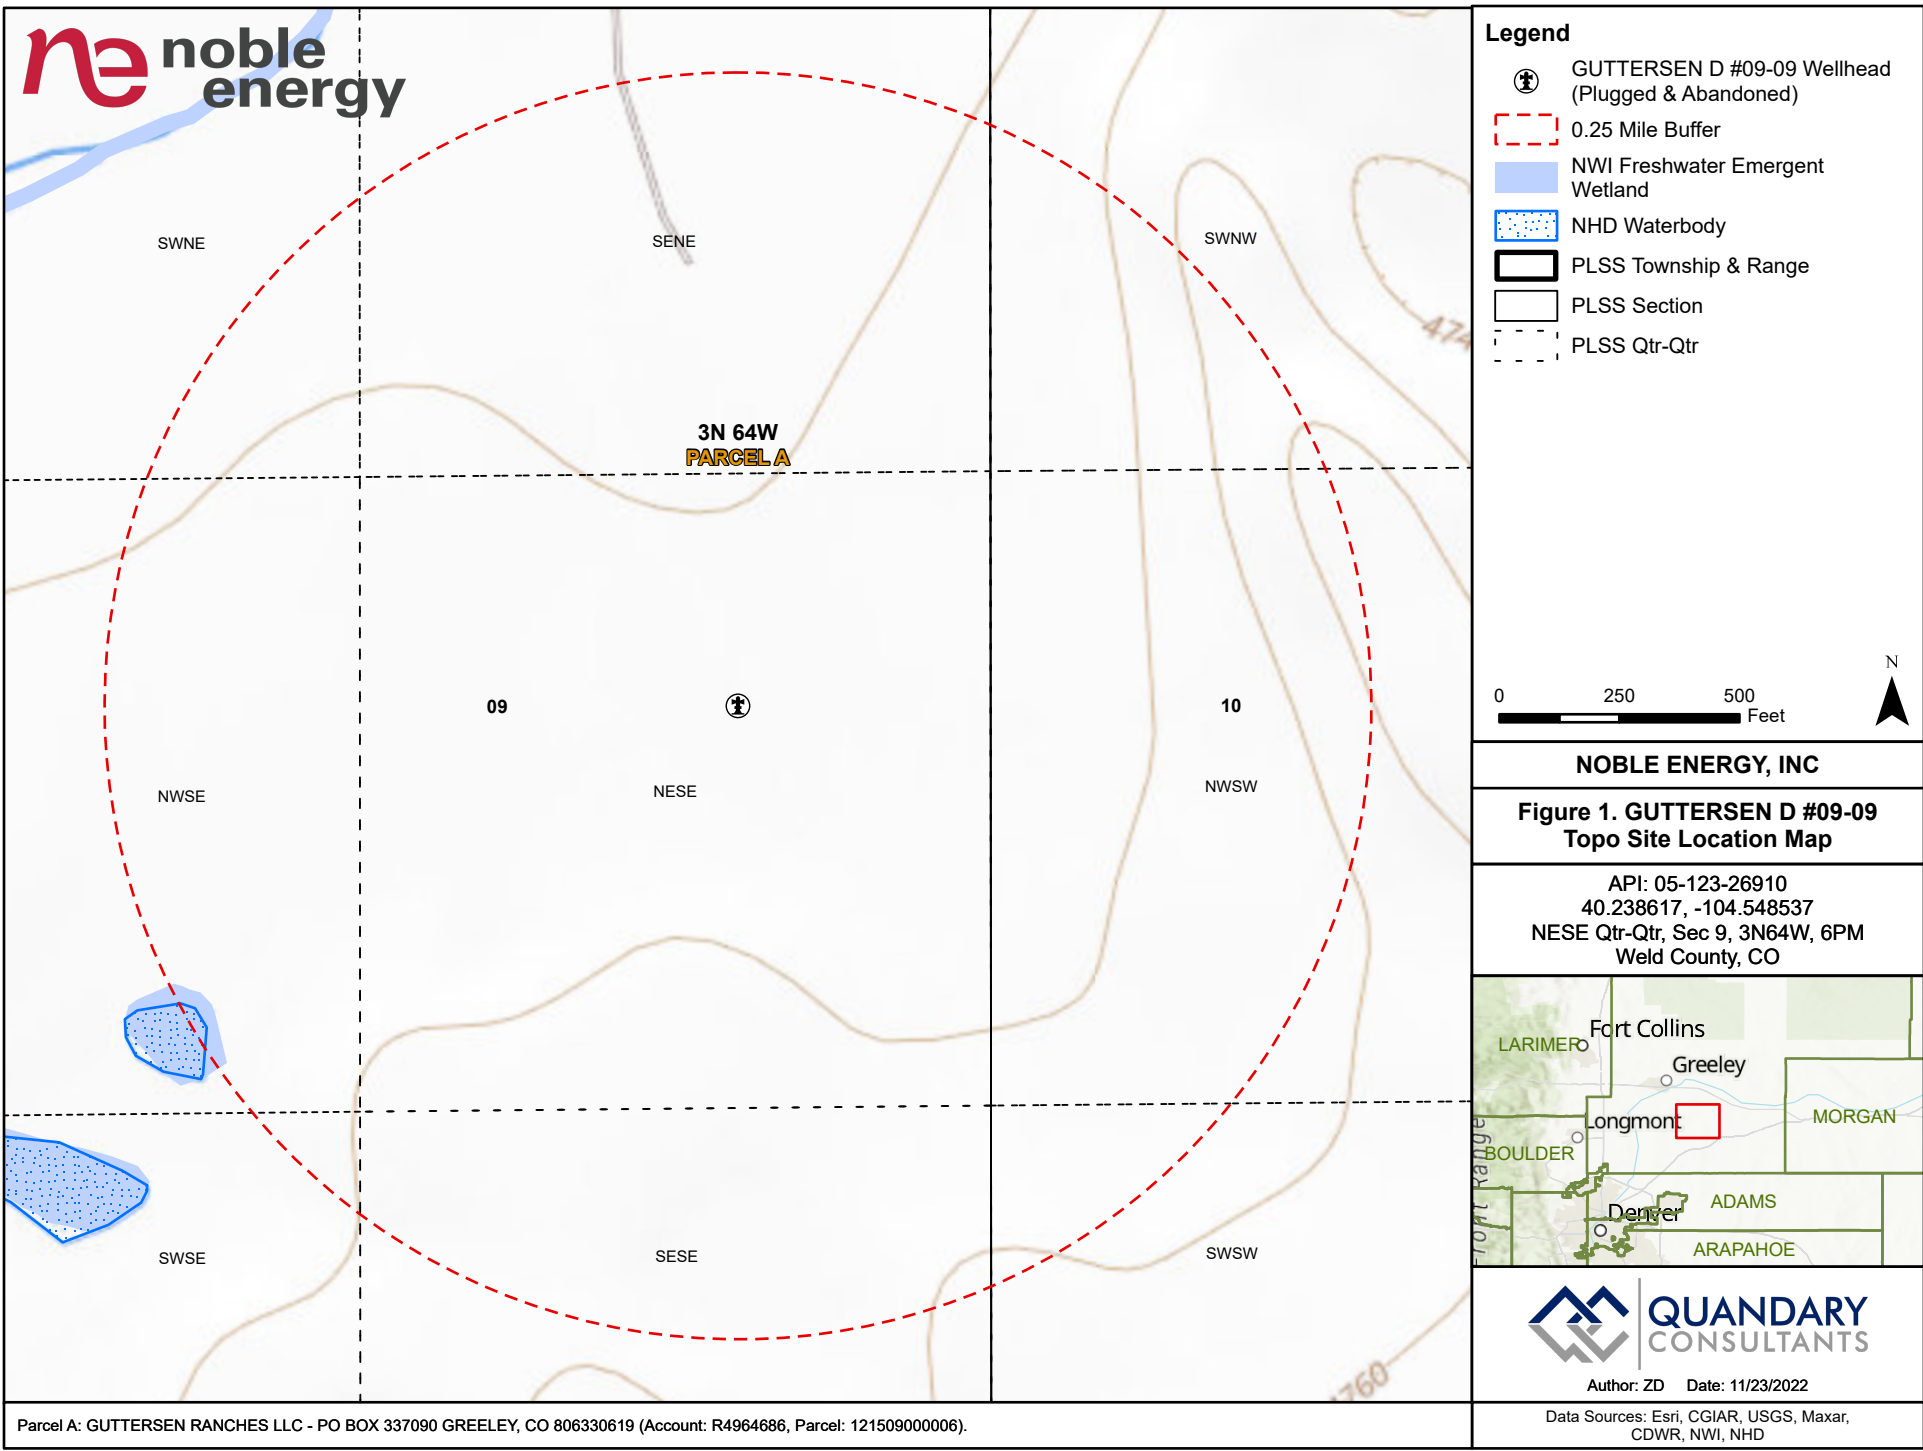 noble
energy
SWNE
SENE
SWNW
474
3N 64W
PARCEL A
09
10
NWSE
NESE
NWSW
SWSE
SESE
SWSW
760
Legend
GUTTERSEN D #09-09 Wellhead
(Plugged & Abandoned)
0.25 Mile Buffer
NWI Freshwater Emergent
Wetland
NHD Waterbody
PLSS Township & Range
PLSS Section
PLSS Qtr-Qtr
N
0 250 500
Feet
NOBLE ENERGY, INC
Figure 1. GUTTERSEN D #09-09
Topo Site Location Map
API: 05-123-26910
40.238617, -104.548537
NESE Qtr-Qtr, Sec 9, 3N64W, 6PM
Weld County, CO
Fort Collins
LARIMER
Greeley
Longmont
MORGAN
BOULDER
Front Range
ADAMS
Denver
ARAPAHOE
QUANDARY
CONSULTANTS
Author: ZD Date: 11/23/2022
Parcel A: GUTTERSEN RANCHES LLC - PO BOX 337090 GREELEY, CO 806330619 (Account: R4964686, Parcel: 121509000006).
Data Sources: Esri, CGIAR, USGS, Maxar,
CDWR, NWI, NHD